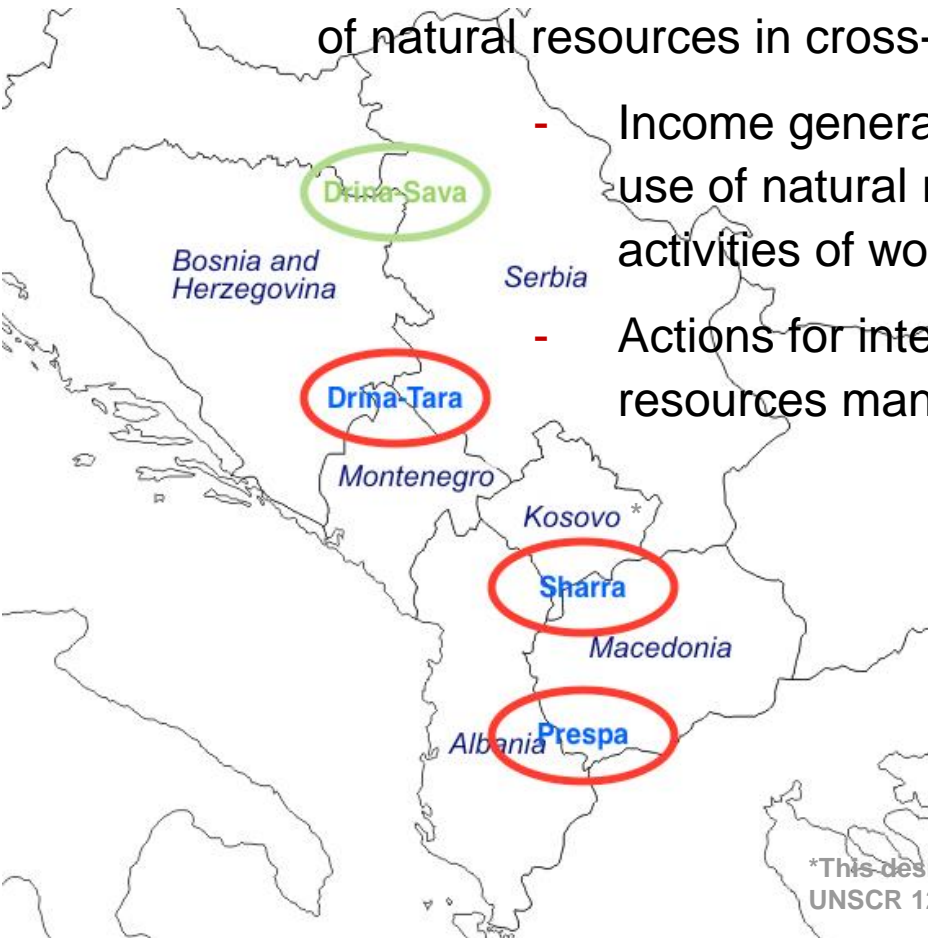 of natural resources in cross-
- Income genera
use of natural r
activities of wo
- Actions for inte
resources man
Drina-Sava
Bosnia and
Herzegovina
Serbia
Drina-Tara
Montenegro
Kosovo *
Sharra
Macedonia
Prespa
Albania
*This des
UNSCR 12